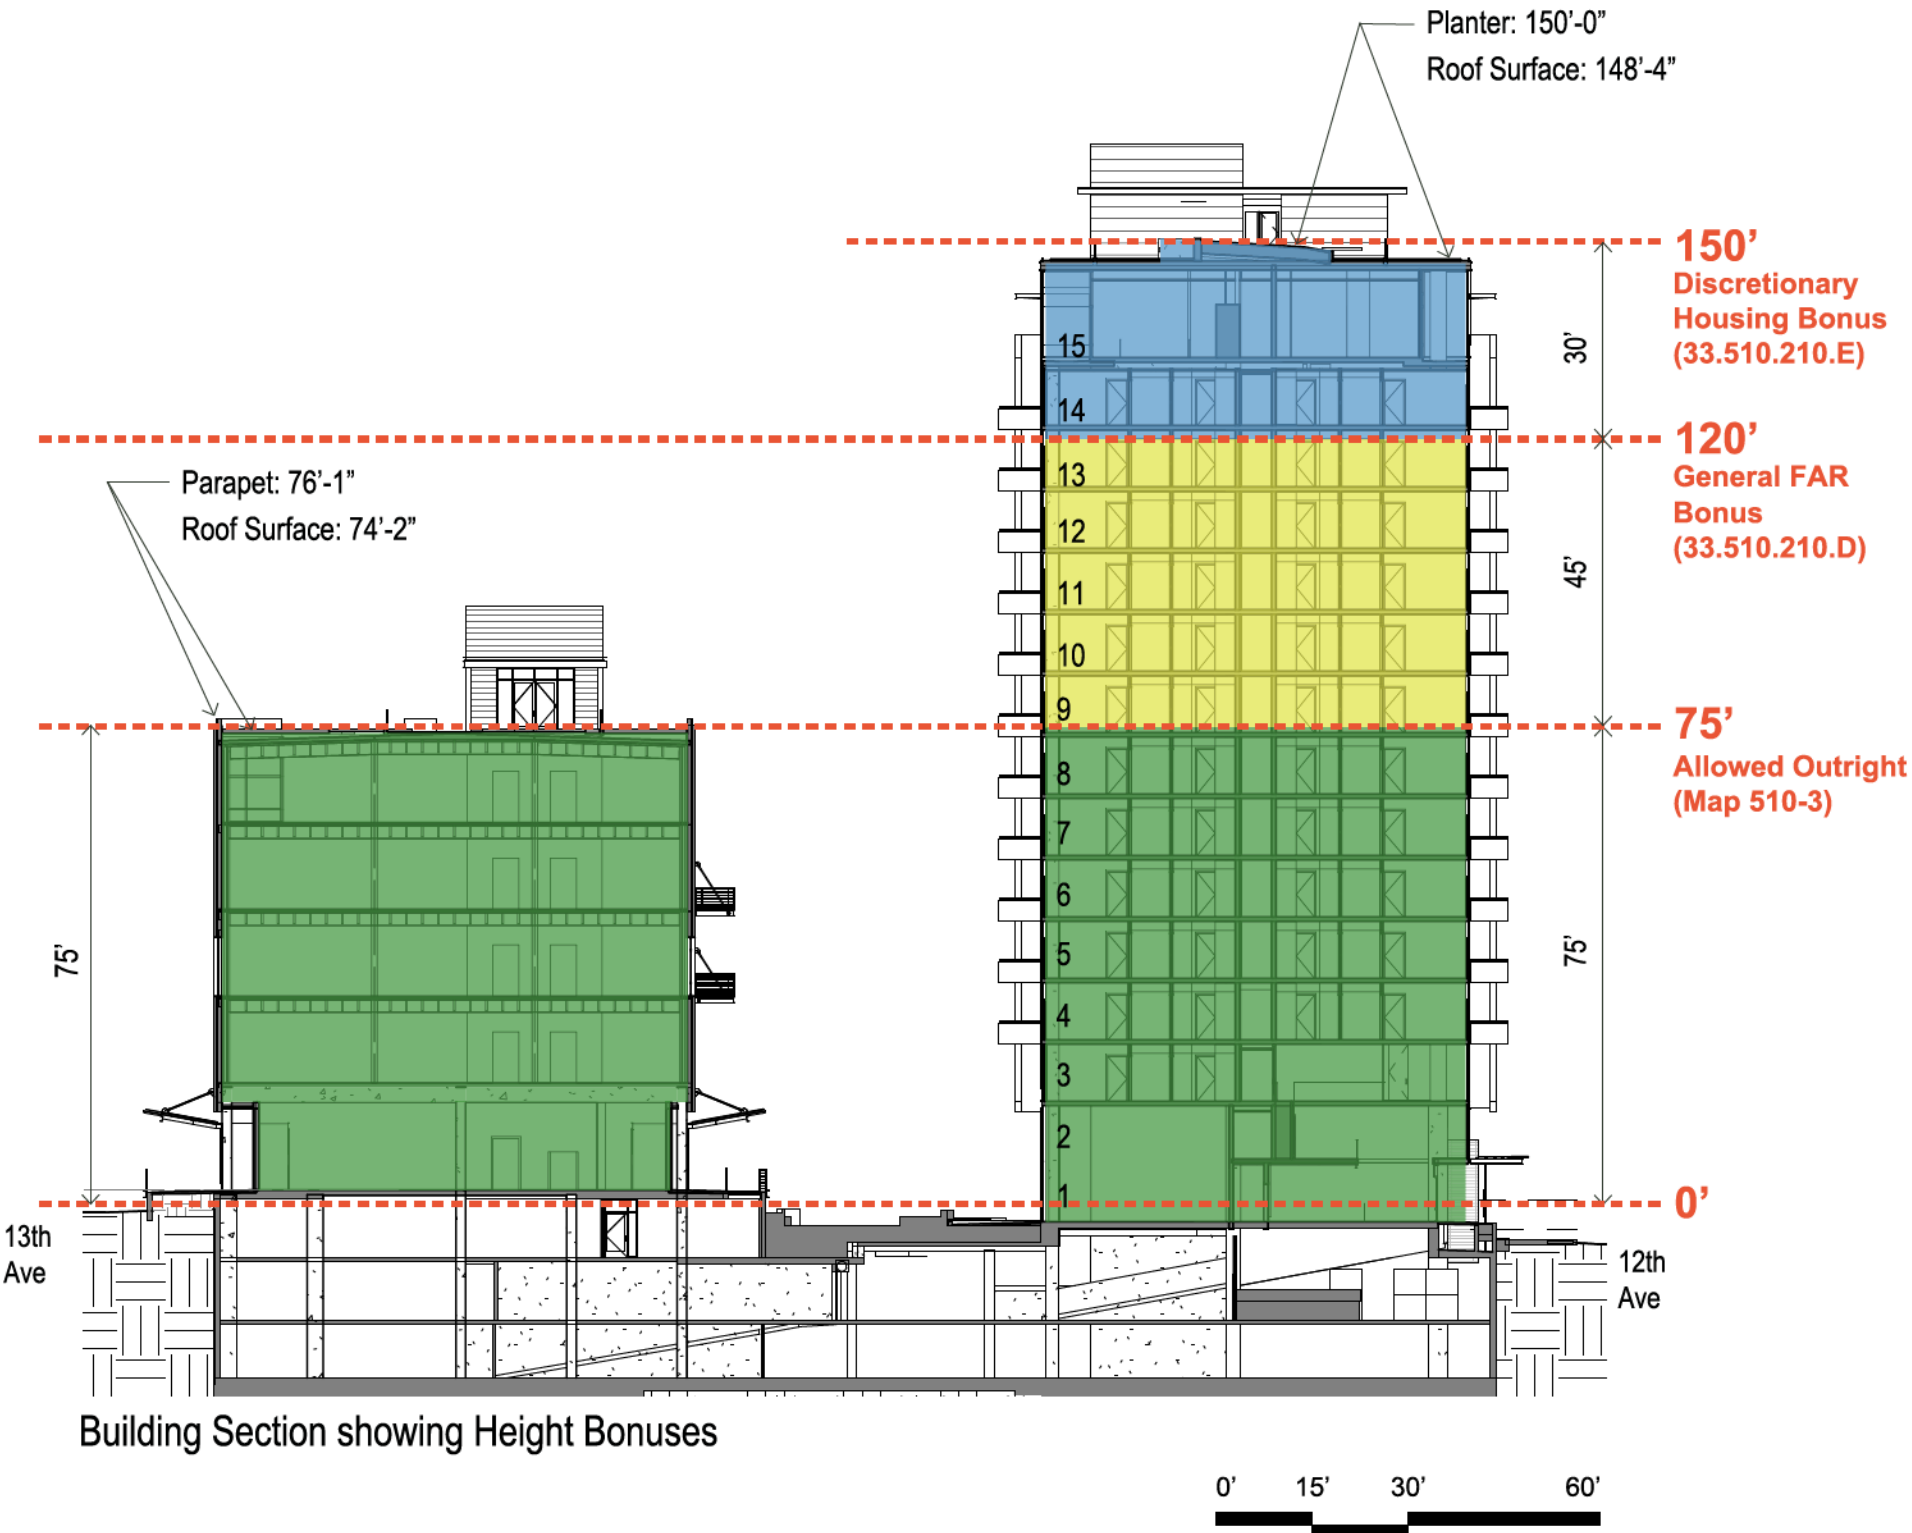 Planter: 150’-0”
Roof Surface: 148’-4”
150’
Discretionary
Housing Bonus
(33.510.210.E)
30’
15
14
120’
General FAR
Bonus
(33.510.210.D)
Parapet: 76’-1”
Roof Surface: 74’-2”
13
12
11
10
9
45’
75’
Allowed Outright
(Map 510-3)
8
7
6
5
4
3
2
1
75’
75’
0’
13th
Ave
12th
Ave
Building Section showing Height Bonuses
0’ 15’ 30’ 60’